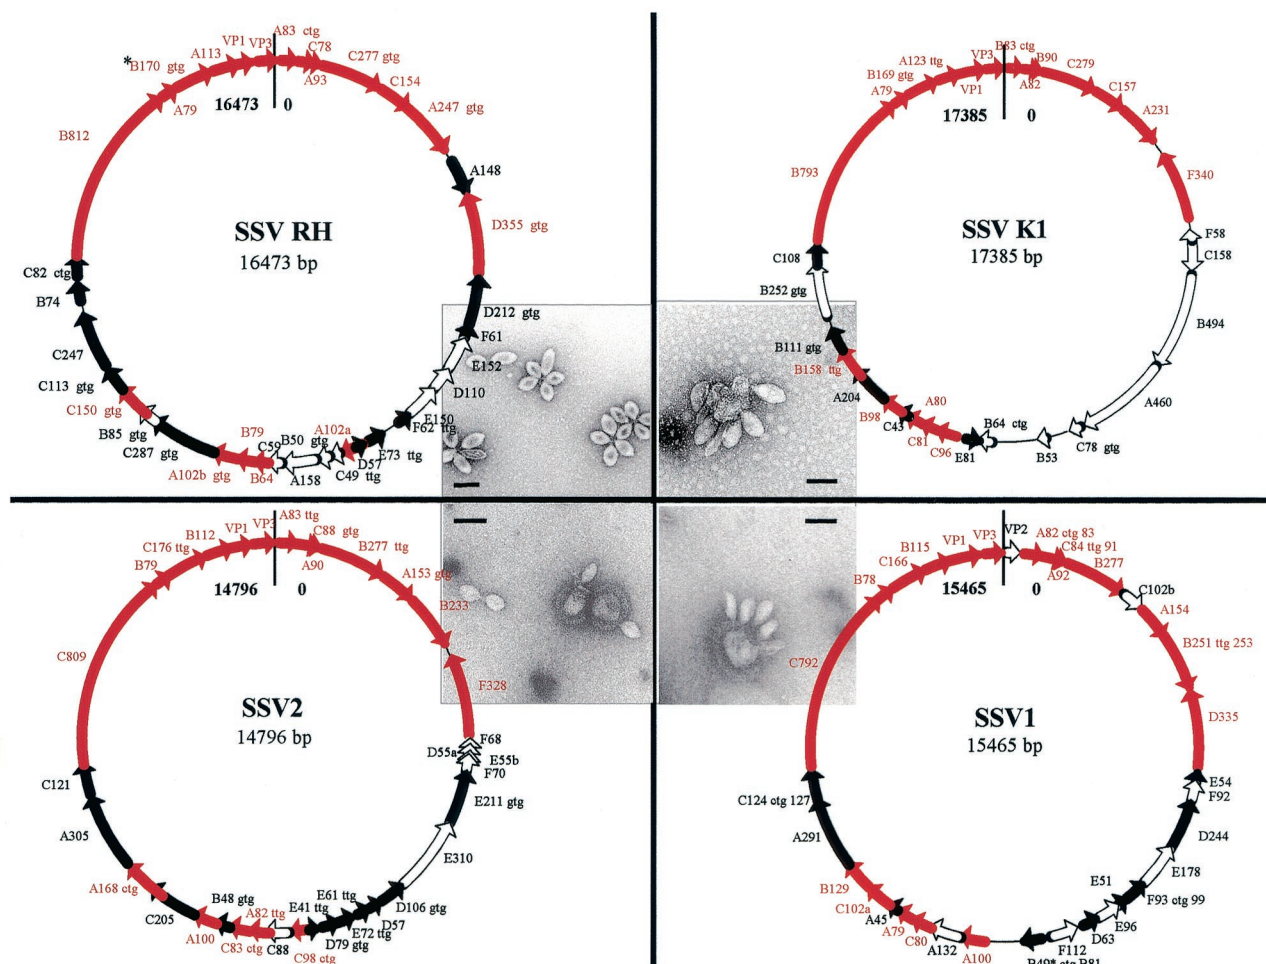 A83 ctg
C78
A93
C277 gtg
C154
A247 gtg
A148
D355 gtg
D212 gtg
F61
E152
D110
E150
F62 ttg
E73 ttg
D57
A102a
C49 ttg
B50 gtg
A158
C59
B64
B79
A102b gtg
C287 gtg
B85 gtg
C150 gtg
C113 gtg
C247
B74
C82 ctg
B812
A79
*B170 gtg
A113
VP1
VP3
16473
0
SSV RH
16473 bp
B83 ctg
B90
A82
C279
C157
A231
F340
F58
C158
B494
A460
C78 gtg
B53
B64 ctg
E81
C96
A80
C81
C43
B98
A204
B158 ttg
B111 gtg
B252 gtg
C108
B793
A79
B169 gtg
A123 ttg
VP1
VP3
17385
0
SSV K1
17385 bp
A83 ttg
C88 gtg
A90
B277 ttg
A153 gtg
B233
F328
F68
D55a
E55b
F70
E211 gtg
E310
D106 gtg
D57
E72 ttg
E61 ttg
D79 gtg
E41 ttg
C98 ctg
C88
A82 ttg
C83 ctg
B48 gtg
A100
C205
A168 ctg
A305
C121
C809
B79
C176 ttg
B112
VP1
VP3
14796
0
SSV2
14796 bp
VP2
A82 ctg 83
C84 ttg 91
A92
B277
C102b
A154
B251 ttg 253
D335
E54
F92
D244
E178
F93 ctg 99
E51
E96
D63
F112
B49* ctg B81
A100
A132
C80
A79
A45
C102a
B129
A291
C124 ctg 127
C792
B78
C166
B115
VP1
VP3
15465
0
SSV1
15465 bp